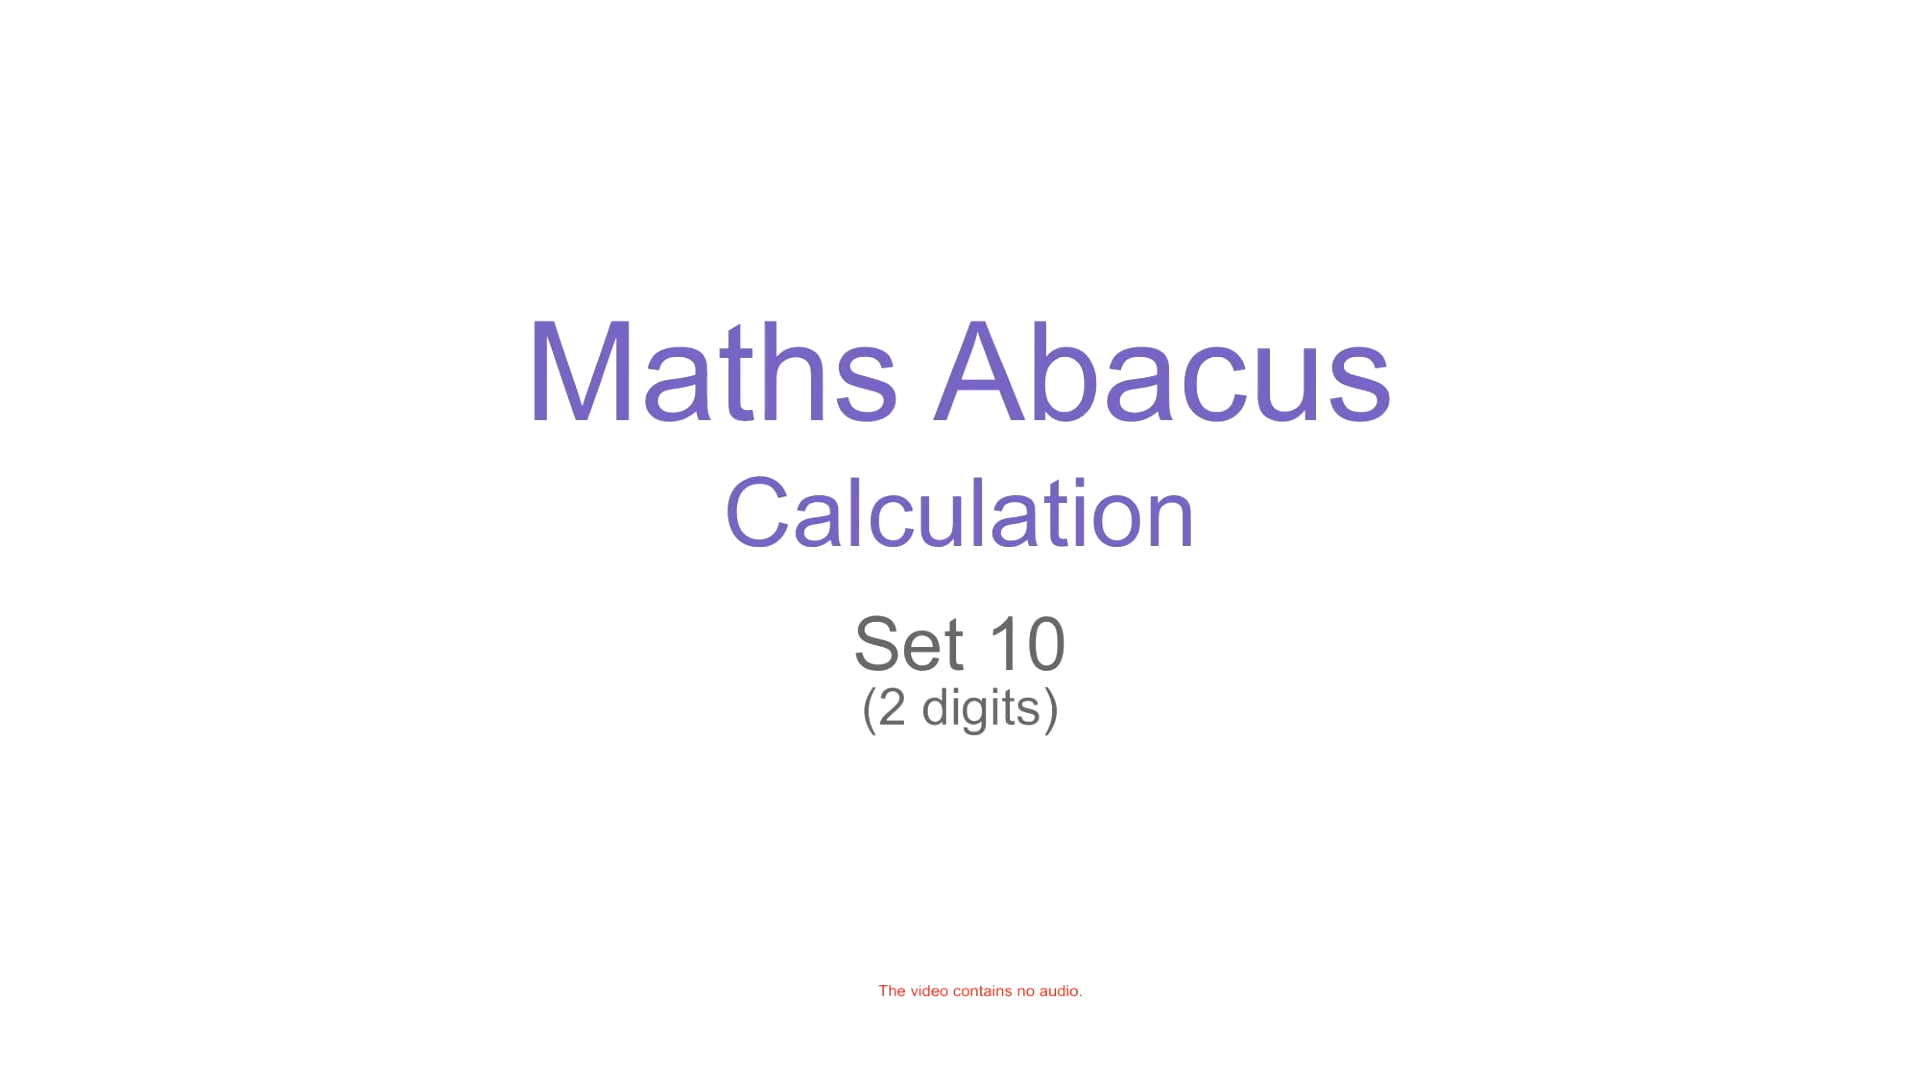 Maths Abacus
Calculation
Set 10
(2 digits)
The video contains no audio.